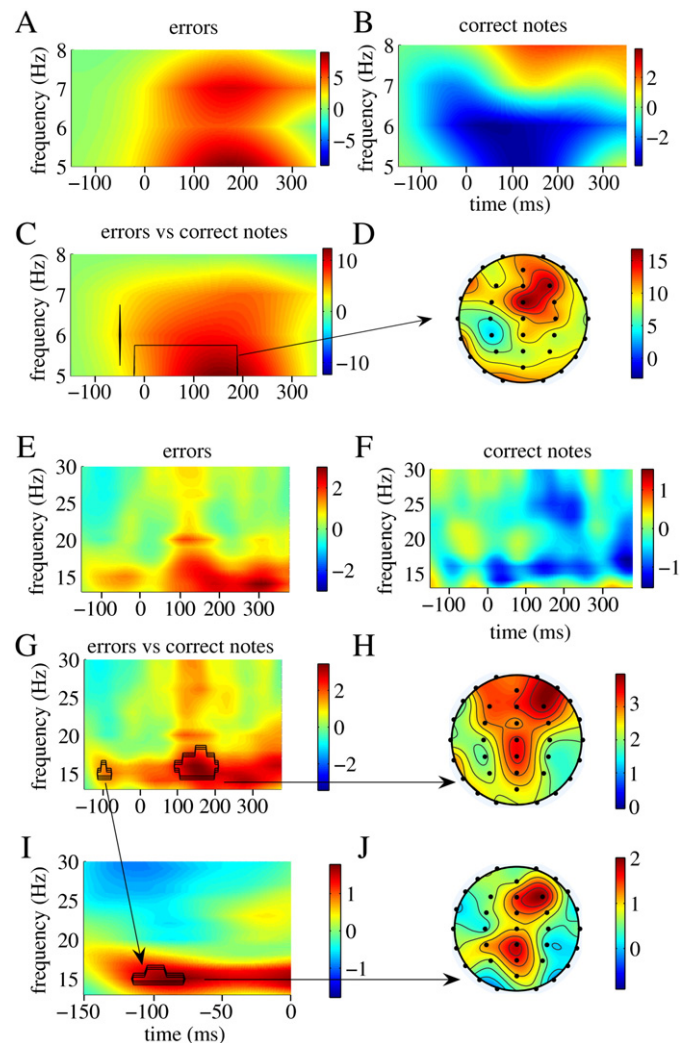 A
errors
B
correct notes
frequency (Hz)
8
7
6
5
−100 0 100 200 300
5
0
−5
frequency (Hz)
8
7
6
5
−100 0 100 200 300
time (ms)
2
0
−2
C
errors vs correct notes
D
frequency (Hz)
8
7
6
5
−100 0 100 200 300
10
0
−10
15
10
5
0
E
errors
F
correct notes
frequency (Hz)
30
25
20
15
−100 0 100 200 300
2
0
−2
frequency (Hz)
30
25
20
15
−100 0 100 200 300
time (ms)
1
0
−1
G
errors vs correct notes
H
frequency (Hz)
30
25
20
15
−100 0 100 200 300
2
0
−2
3
2
1
0
I
J
frequency (Hz)
30
25
20
15
−150 −100 −50 0
time (ms)
1
0
−1
2
1
0